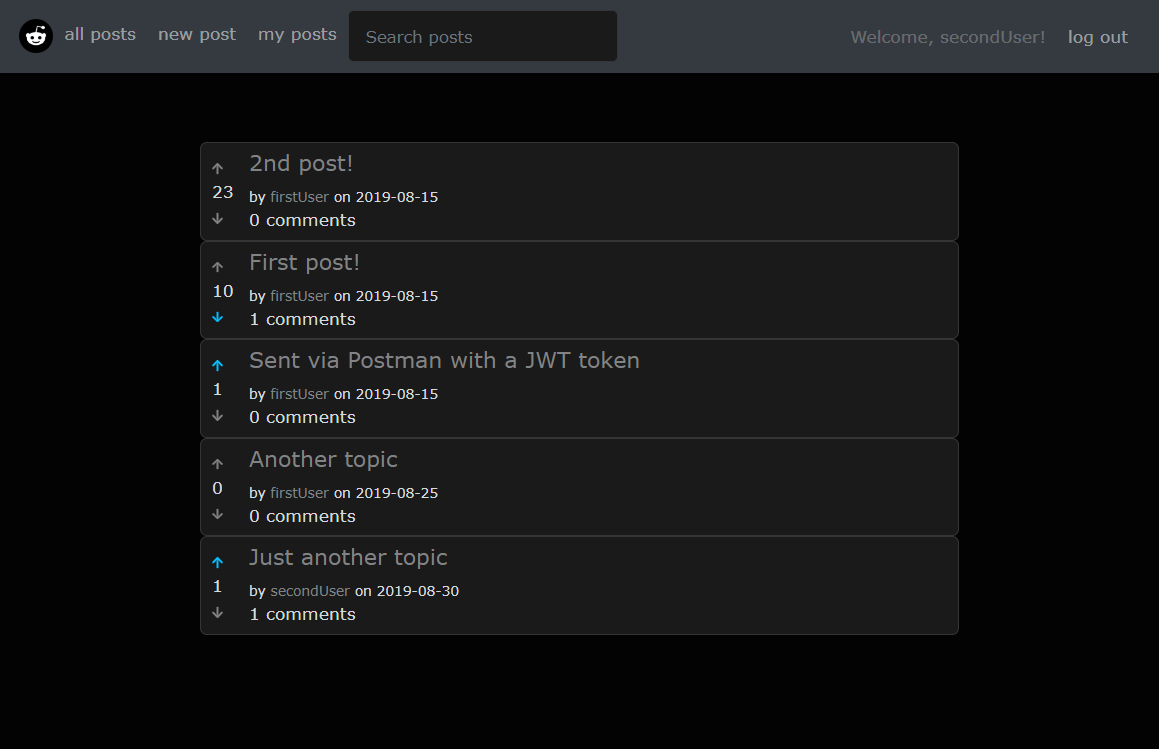 all posts new post my posts Search posts Welcome, secondUser! log out
2nd post!
23
by firstUser on 2019-08-15
0 comments
First post!
10
by firstUser on 2019-08-15
1 comments
Sent via Postman with a JWT token
1
by firstUser on 2019-08-15
0 comments
Another topic
0
by firstUser on 2019-08-25
0 comments
Just another topic
1
by secondUser on 2019-08-30
1 comments